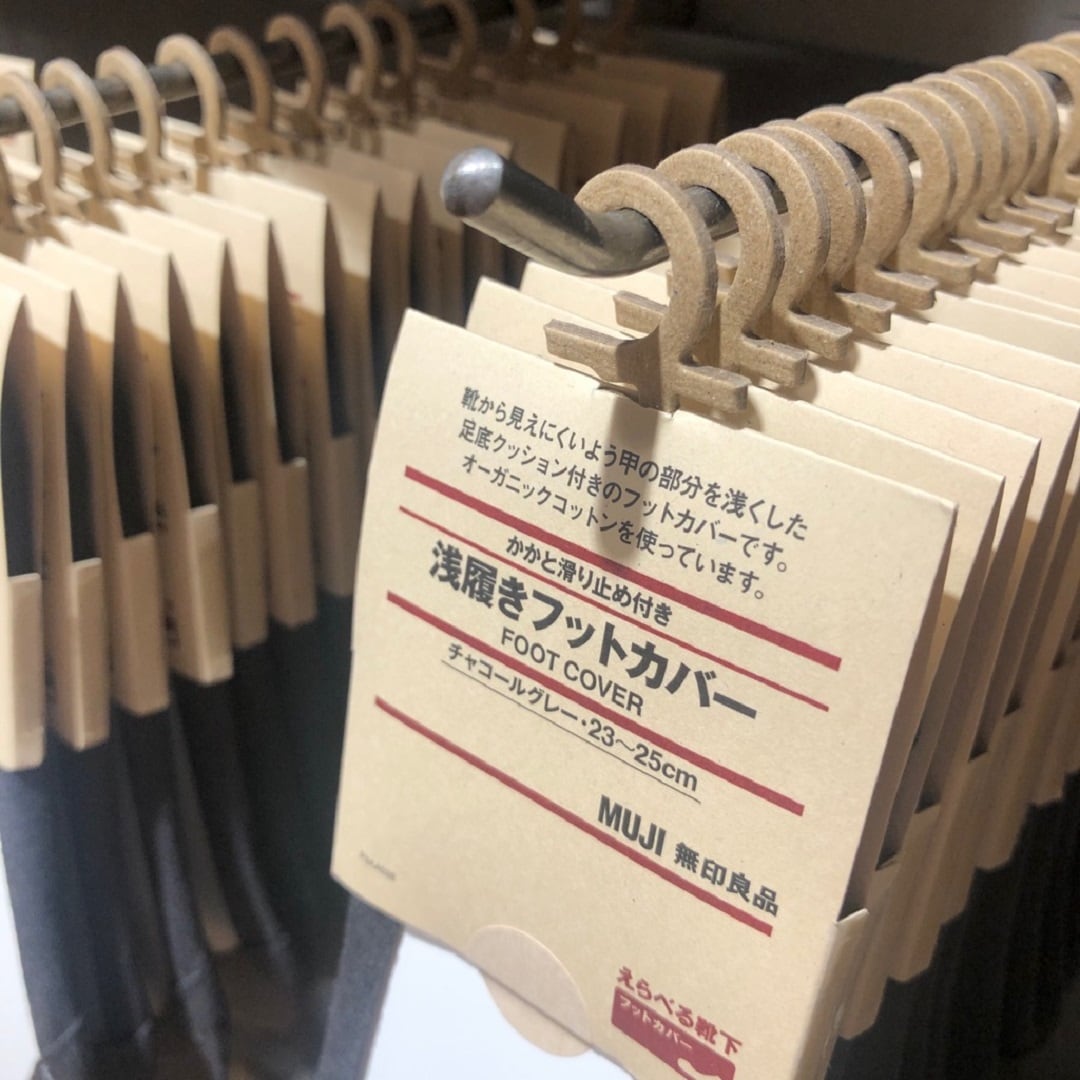 靴から見えにくいよう甲の部分を浅くした
足底クッション付きのフットカバーです。
オーガニックコットンを使っています。
かかと滑り止め付き
浅履きフットカバー
FOOT COVER
チャコールグレー・23〜25cm
MUJI 無印良品
えらべる靴下
フットカバー